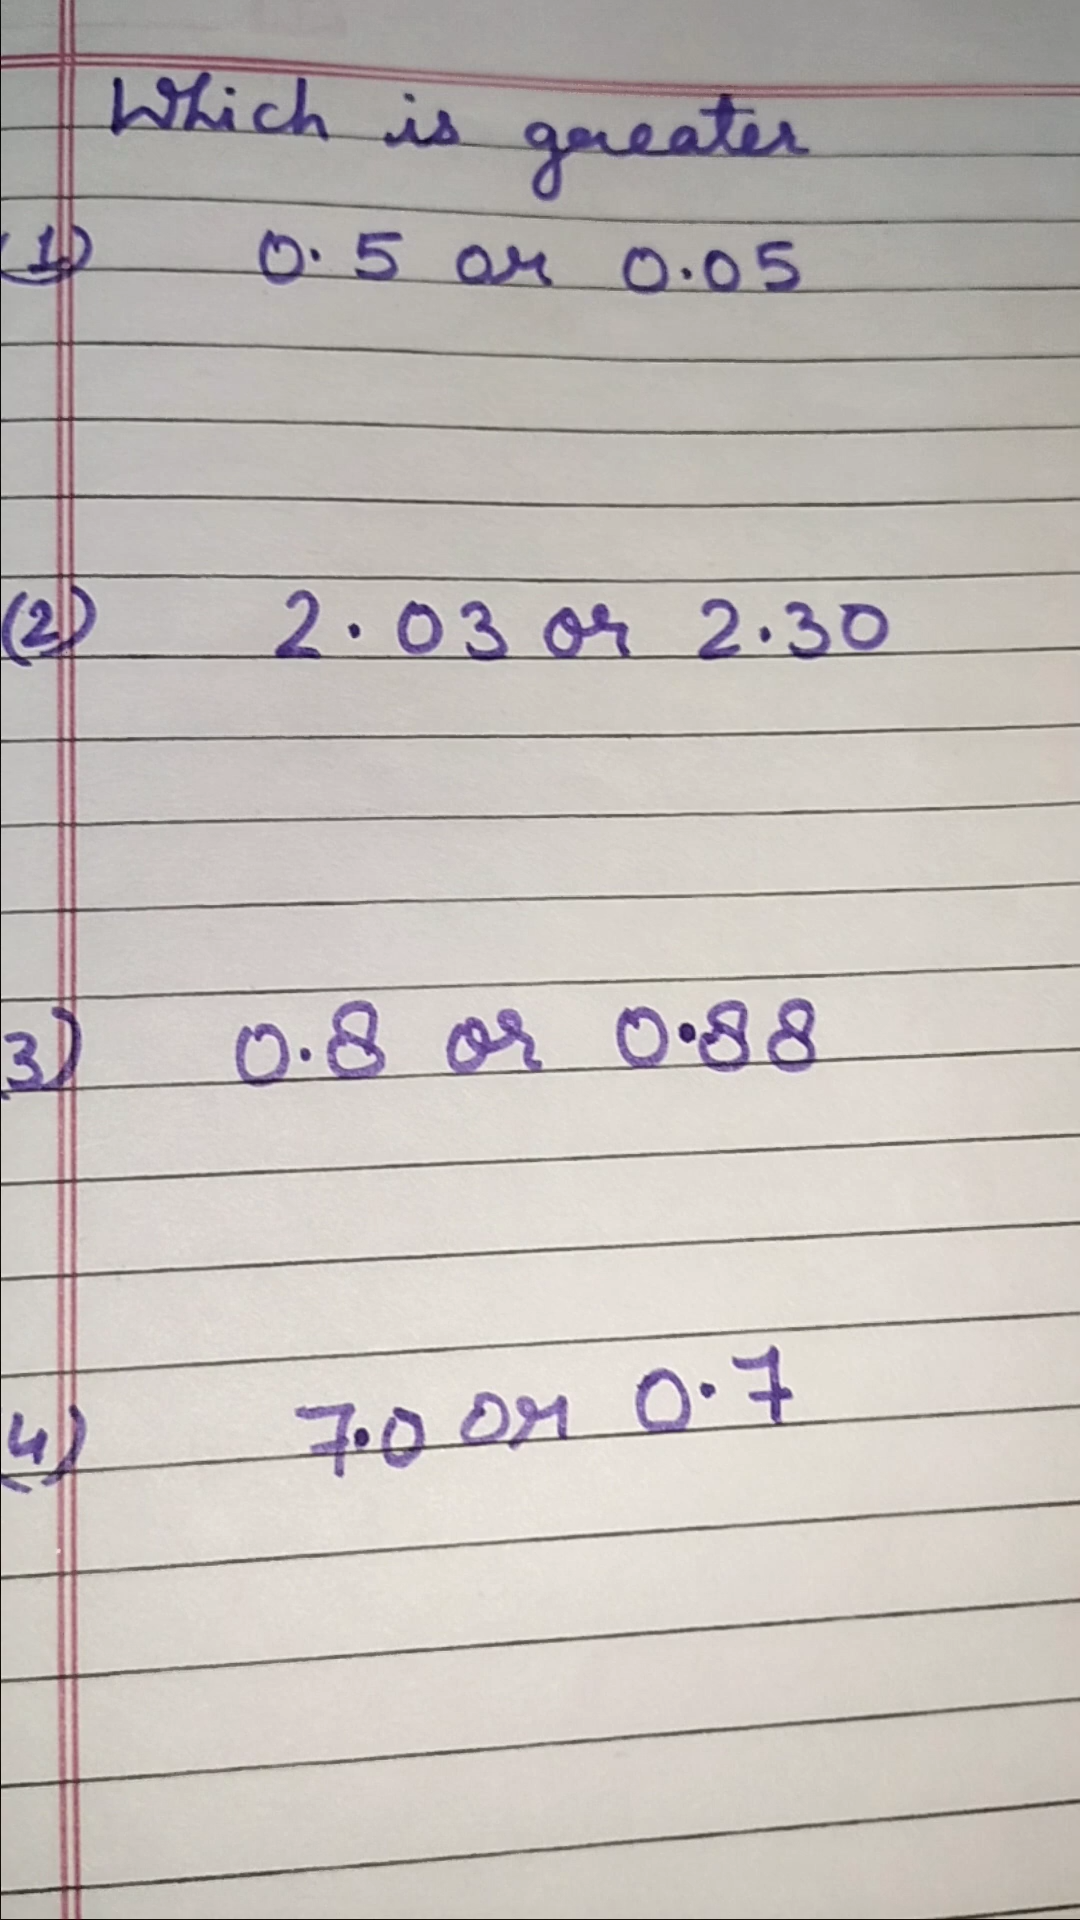 Which is greater
(1) 0.5 or 0.05
(2) 2.03 or 2.30
3) 0.8 or 0.88
(4) 7.0 or 0.7